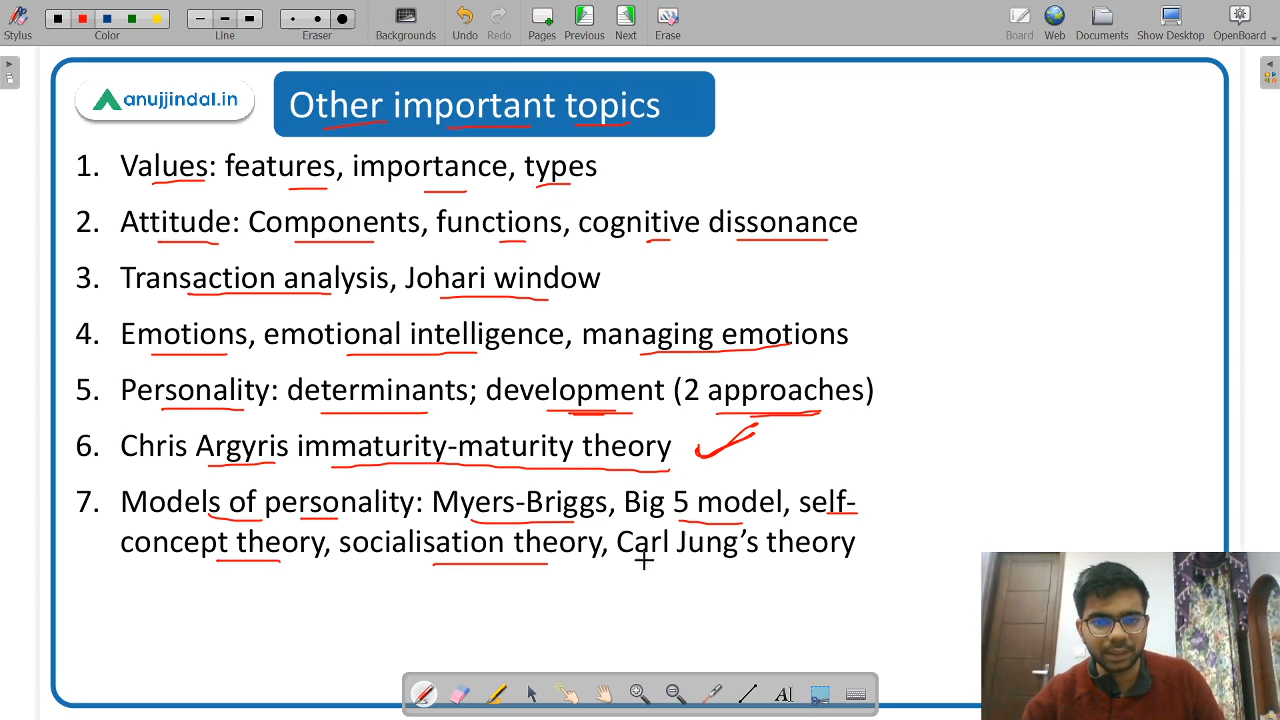 Stylus
Color
Line
Eraser
Backgrounds
Undo
Redo
Pages
Previous
Next
Erase
Board
Web
Documents
Show Desktop
OpenBoard
anujjindal.in
Other important topics
1. Values: features, importance, types
2. Attitude: Components, functions, cognitive dissonance
3. Transaction analysis, Johari window
4. Emotions, emotional intelligence, managing emotions
5. Personality: determinants; development (2 approaches)
6. Chris Argyris immaturity-maturity theory
7. Models of personality: Myers-Briggs, Big 5 model, self-
concept theory, socialisation theory, Carl Jung’s theory